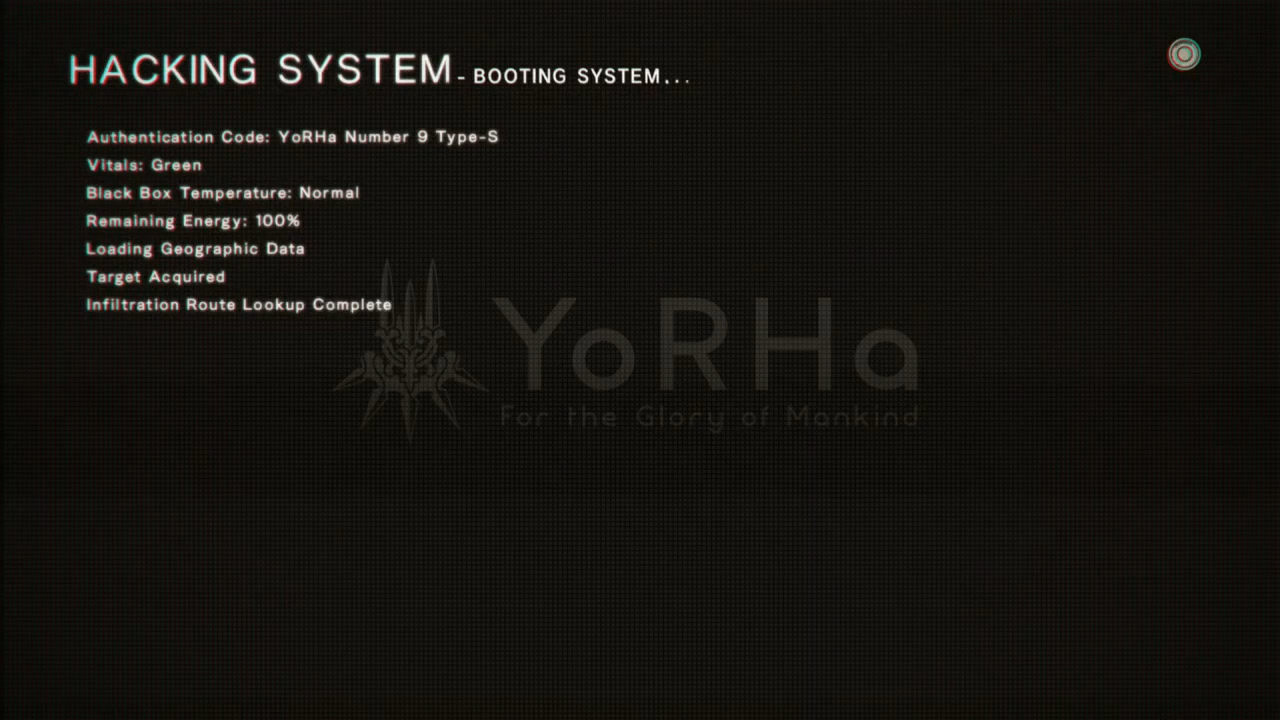 HACKING SYSTEM - BOOTING SYSTEM...
Authentication Code: YoRHa Number 9 Type-S
Vitals: Green
Black Box Temperature: Normal
Remaining Energy: 100%
Loading Geographic Data
Target Acquired
Infiltration Route Lookup Complete
YoRHa
For the Glory of Mankind